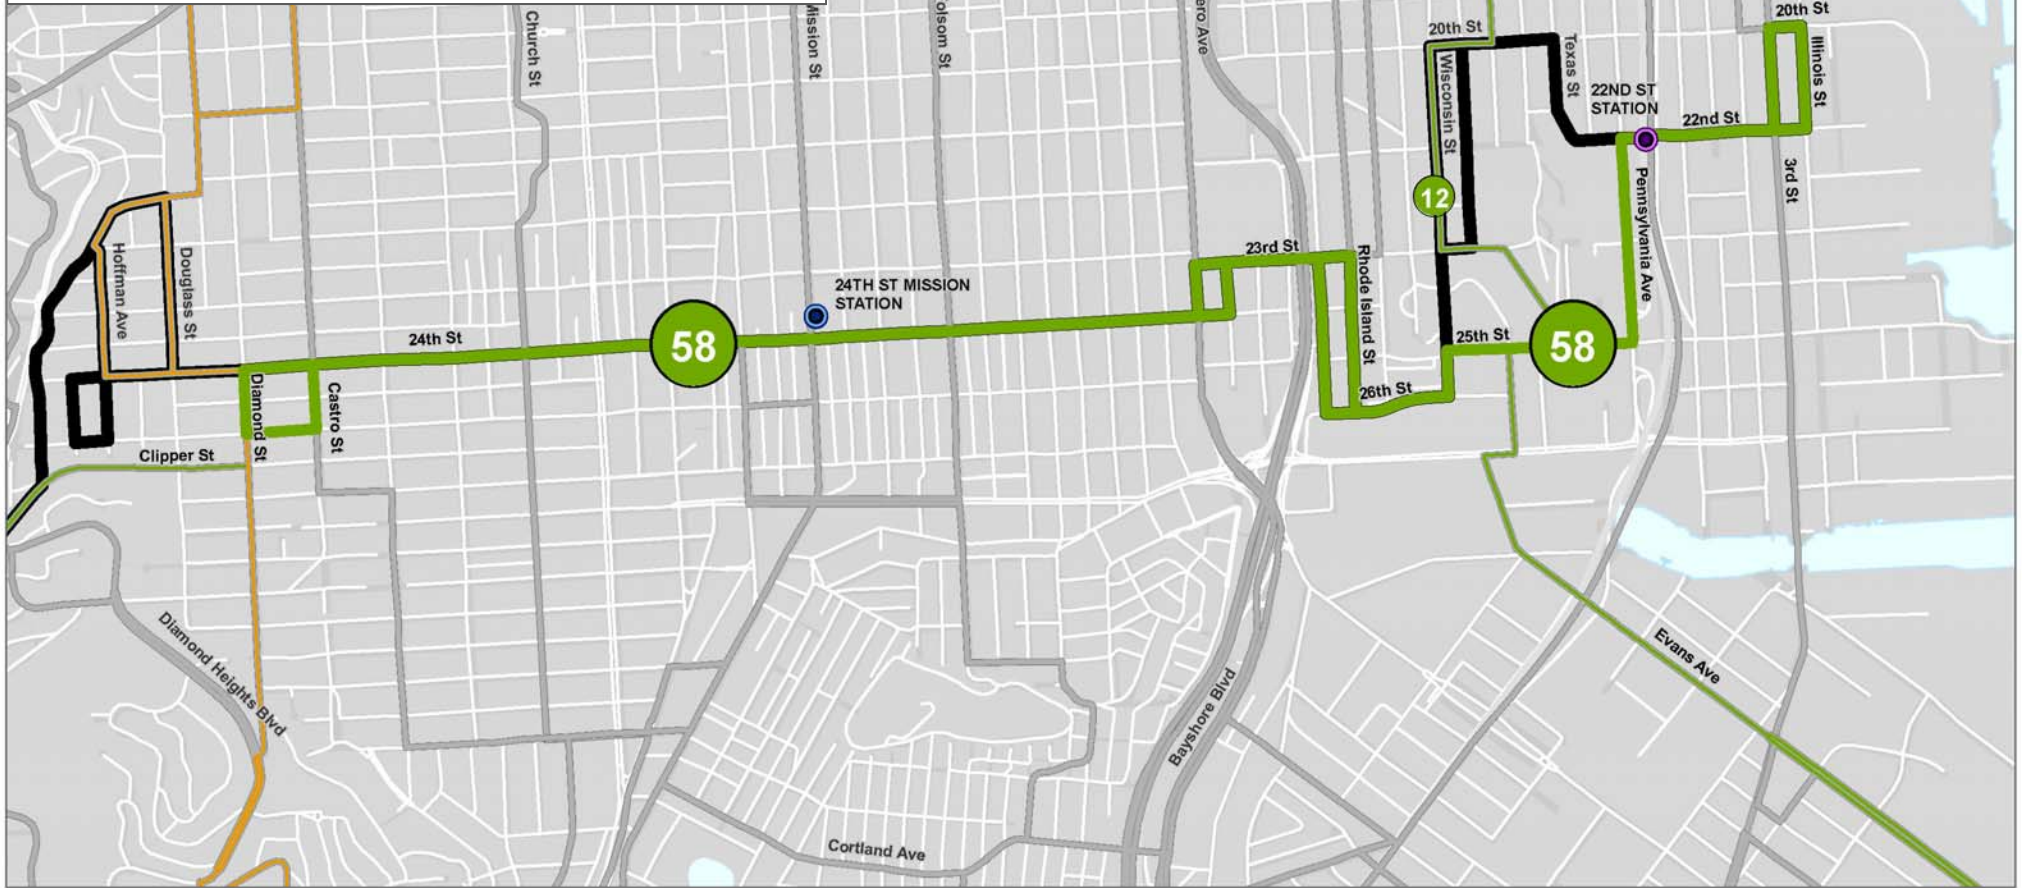 20th St
Church St
Mission St
olsom St
ero Ave
20th St
Texas St
Illinois St
Wisconsin St
22ND ST
STATION
22nd St
3rd St
Pennsylvania Ave
12
Hoffman Ave
Douglass St
23rd St
Rhode Island St
24TH ST MISSION
STATION
24th St
58
25th St
58
Diamond St
Castro St
26th St
Clipper St
Diamond Heights Blvd
Evans Ave
Bayshore Blvd
Cortland Ave